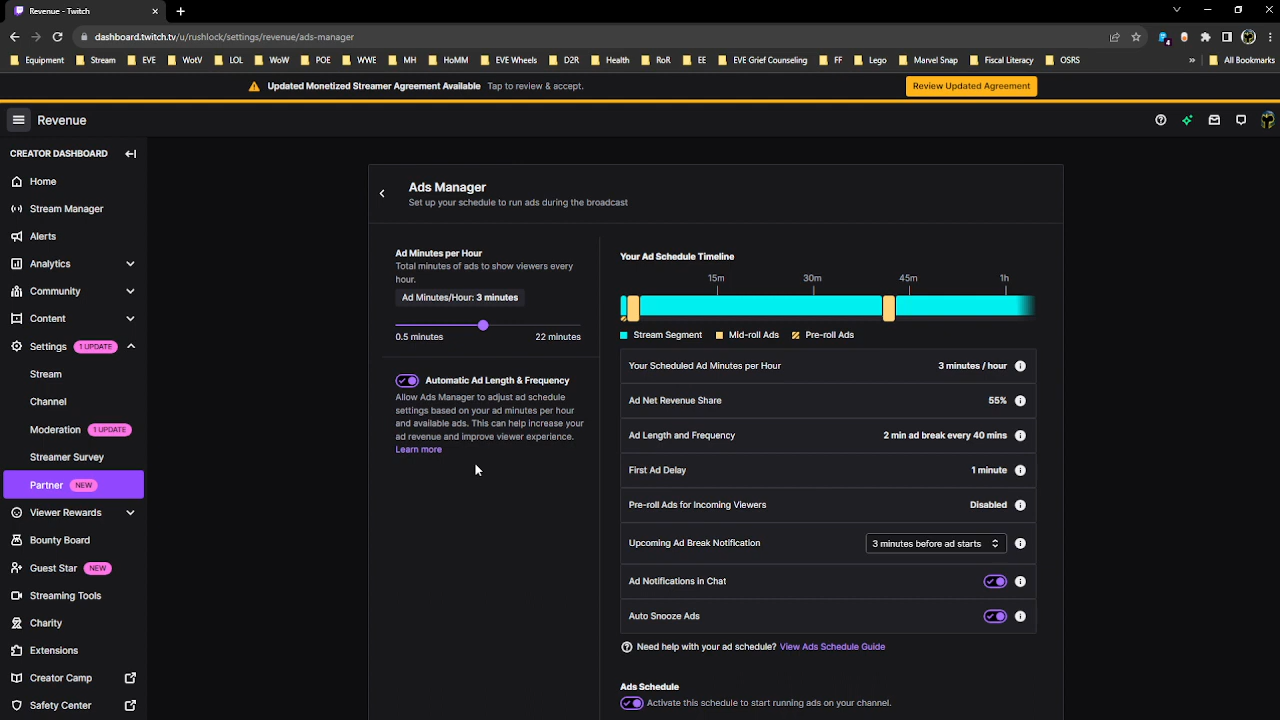 Revenue - Twitch
dashboard.twitch.tv/u/rushlock/settings/revenue/ads-manager
Equipment Stream EVE WotV LOL WoW POE WWE MH HoMM EVE Wheels D2R Health RoR EE EVE Grief Counseling FF Lego Marvel Snap Fiscal Literacy OSRS » All Bookmarks
Updated Monetized Streamer Agreement Available Tap to review & accept. Review Updated Agreement
Revenue
CREATOR DASHBOARD
Home
Stream Manager
Alerts
Analytics
Community
Content
Settings 1 UPDATE
Stream
Channel
Moderation 1 UPDATE
Streamer Survey
Partner NEW
Viewer Rewards
Bounty Board
Guest Star NEW
Streaming Tools
Charity
Extensions
Creator Camp
Safety Center
Ads Manager
Set up your schedule to run ads during the broadcast
Ad Minutes per Hour
Total minutes of ads to show viewers every
hour.
Ad Minutes/Hour: 3 minutes
0.5 minutes 22 minutes
Automatic Ad Length & Frequency
Allow Ads Manager to adjust ad schedule
settings based on your ad minutes per hour
and available ads. This can help increase your
ad revenue and improve viewer experience.
Learn more
Your Ad Schedule Timeline
15m 30m 45m 1h
Stream Segment Mid-roll Ads Pre-roll Ads
Your Scheduled Ad Minutes per Hour 3 minutes / hour
Ad Net Revenue Share 55%
Ad Length and Frequency 2 min ad break every 40 mins
First Ad Delay 1 minute
Pre-roll Ads for Incoming Viewers Disabled
Upcoming Ad Break Notification 3 minutes before ad starts
Ad Notifications in Chat
Auto Snooze Ads
Need help with your ad schedule? View Ads Schedule Guide
Ads Schedule
Activate this schedule to start running ads on your channel.